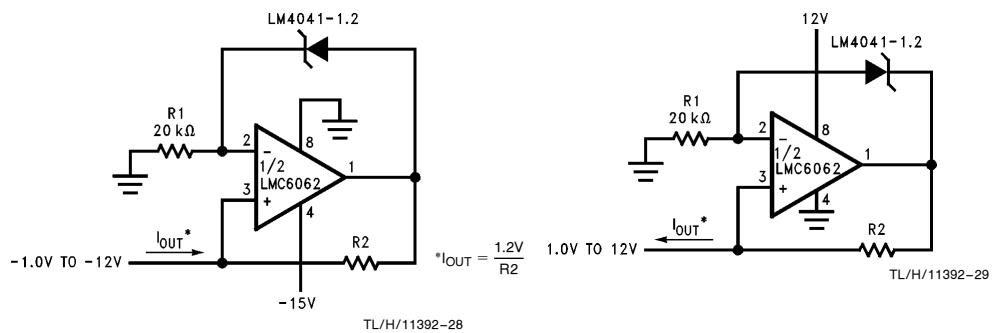 LM4041-1.2
R1
20 kΩ
2
8
-
1/2
LMC6062
1
3
+
4
IOUT*
R2
-1.0V TO -12V
-15V
*IOUT = 1.2V
R2
TL/H/11392-28
12V
LM4041-1.2
R1
20 kΩ
2
8
-
1/2
LMC6062
1
3
+
4
IOUT*
R2
1.0V TO 12V
TL/H/11392-29